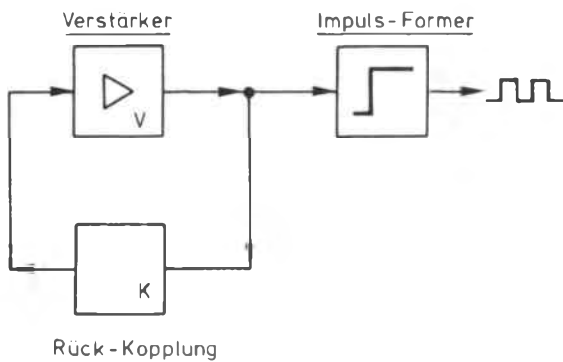 Verstärker
Impuls-Former
V
K
Rück-Kopplung